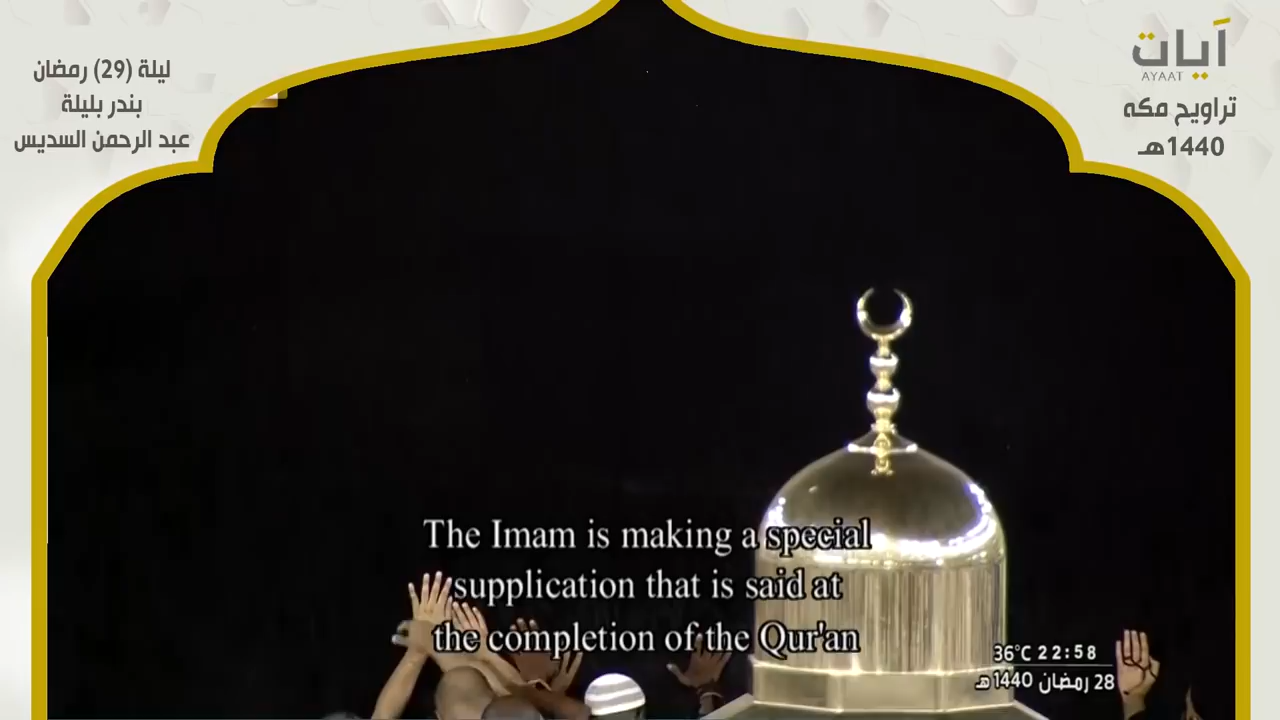 ليلة (29) رمضان
بندر بليلة
عبد الرحمن السديس
آيات
AYAAT
تراويح مكه
1440هـ
The Imam is making a special
supplication that is said at
the completion of the Qur'an
36°C 22:58
28 رمضان 1440هـ